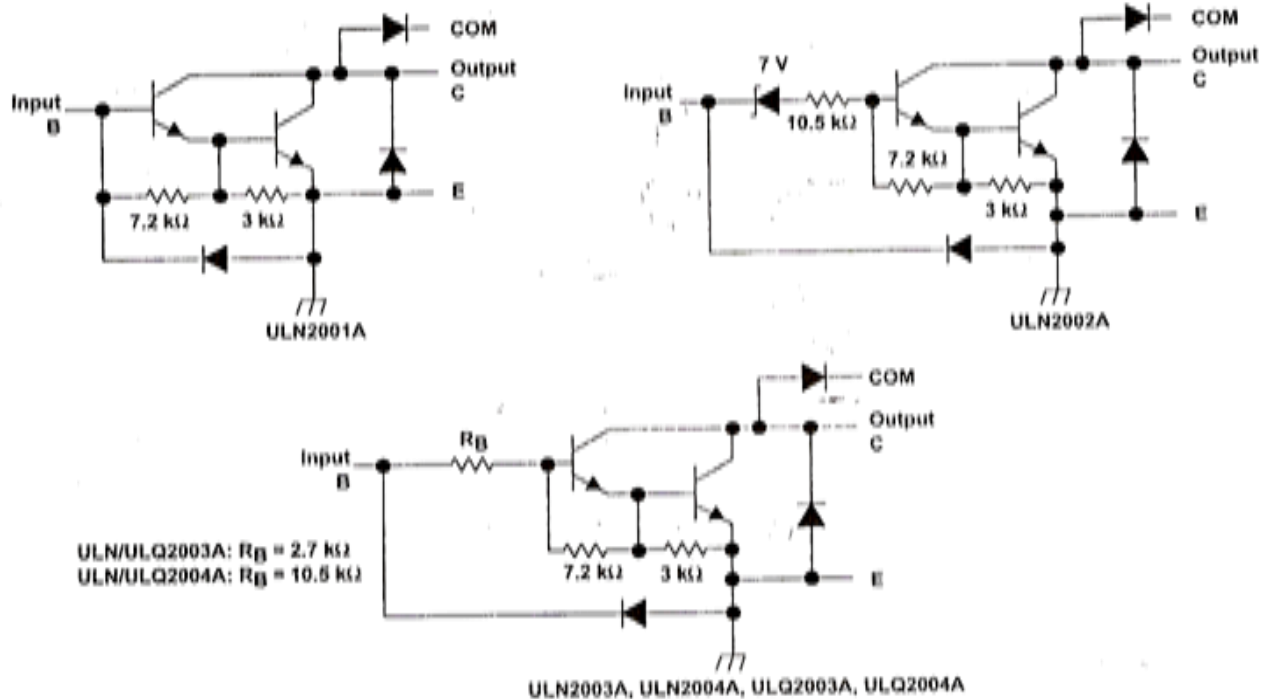 COM
Output
C
Input
B
7.2 kΩ
3 kΩ
E
ULN2001A
COM
Output
C
7 V
Input
B
10.5 kΩ
7.2 kΩ
3 kΩ
E
ULN2002A
COM
Output
C
RB
Input
B
ULN/ULQ2003A: RB = 2.7 kΩ
ULN/ULQ2004A: RB = 10.5 kΩ
7.2 kΩ
3 kΩ
E
ULN2003A, ULN2004A, ULQ2003A, ULQ2004A